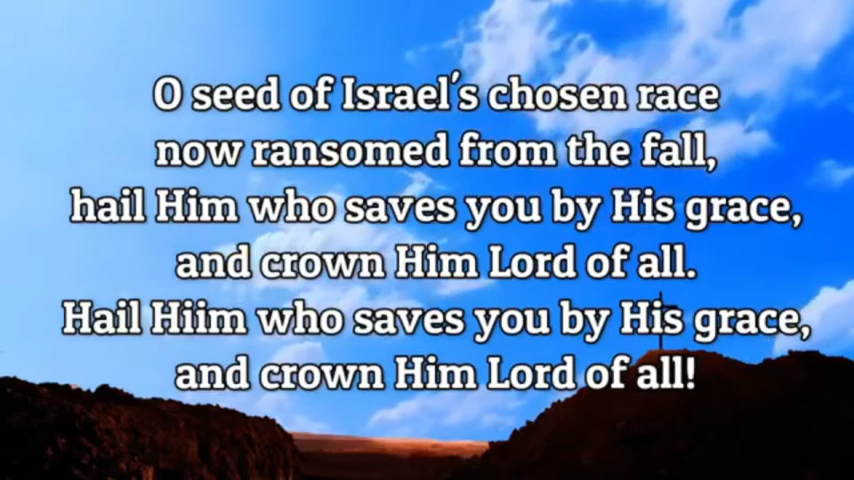 O seed of Israel's chosen race
now ransomed from the fall,
hail Him who saves you by His grace,
and crown Him Lord of all.
Hail Hiim who saves you by His grace,
and crown Him Lord of all!